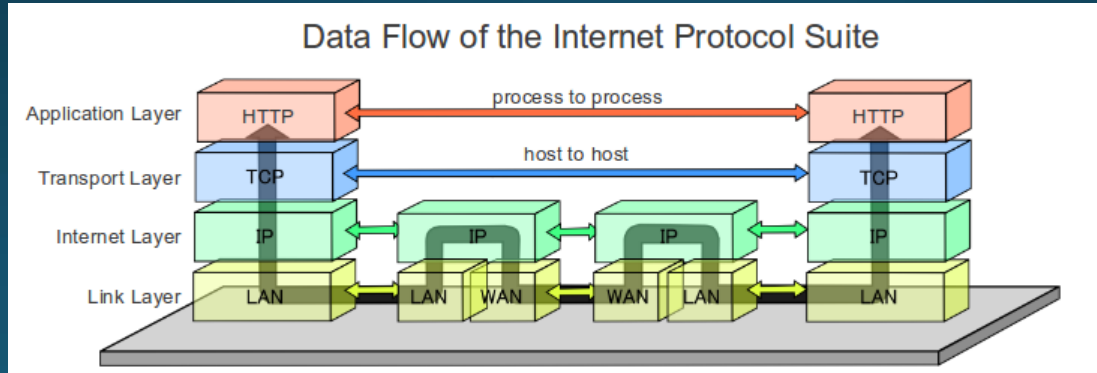 Data Flow of the Internet Protocol Suite
Application Layer HTTP process to process HTTP
Transport Layer TCP host to host TCP
Internet Layer IP IP IP IP
Link Layer LAN LAN WAN WAN LAN LAN